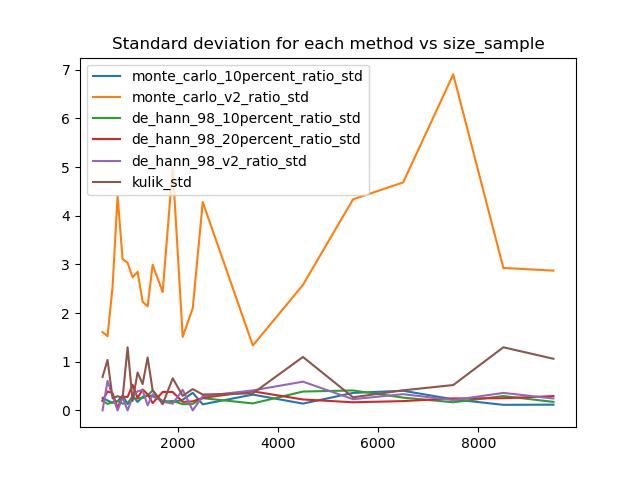 Standard deviation for each method vs size_sample
7
6
5
4
3
2
1
0
monte_carlo_10percent_ratio_std
monte_carlo_v2_ratio_std
de_hann_98_10percent_ratio_std
de_hann_98_20percent_ratio_std
de_hann_98_v2_ratio_std
kulik_std
2000 4000 6000 8000